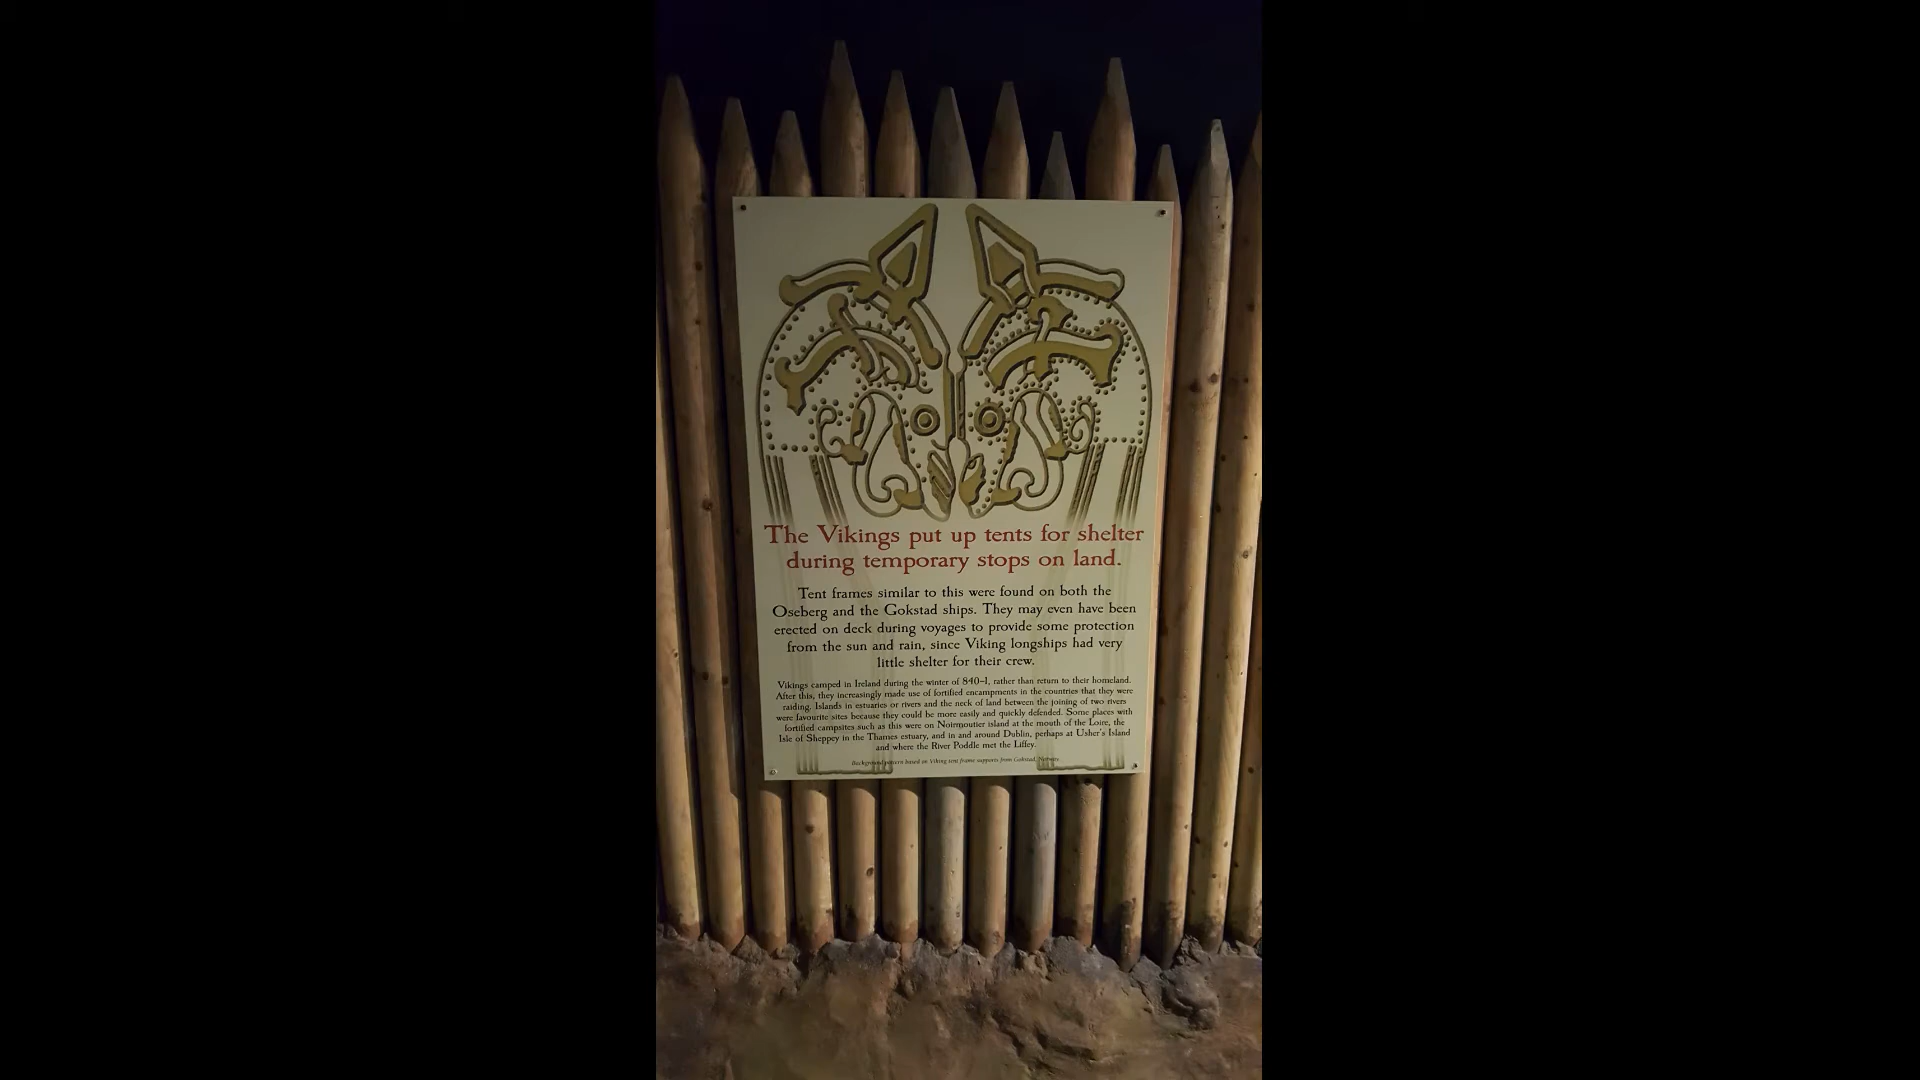 The Vikings put up tents for shelter
during temporary stops on land.
Tent frames similar to this were found on both the
Oseberg and the Gokstad ships. They may even have been
erected on deck during voyages to provide some protection
from the sun and rain, since Viking longships had very
little shelter for their crew.
Vikings camped in Ireland during the winter of 840-1, rather than return to their homeland.
After this, they increasingly made use of fortified encampments in the countries that they were
raiding. Islands in estuaries or rivers and the neck of land between the joining of two rivers
were favourite sites because they could be more easily and quickly defended. Some places with
fortified campsites such as this were on Noirmoutier island at the mouth of the Loire, the
Isle of Sheppey in the Thames estuary, and in and around Dublin, perhaps at Usher's Island
and where the River Poddle met the Liffey.
Background pattern based on Viking tent frame supports from Gokstad, Norway.